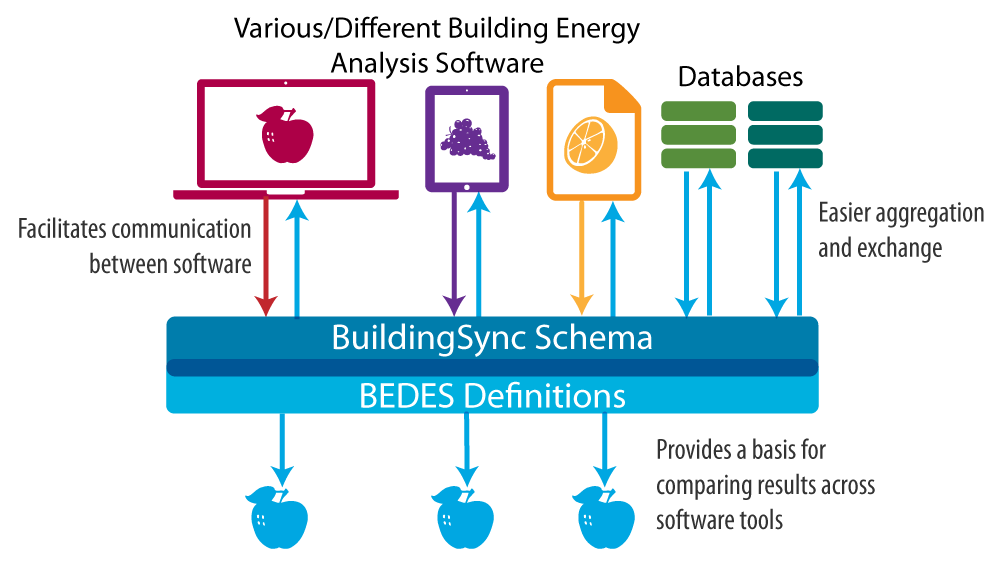 Various/Different Building Energy
Analysis Software
Databases
Facilitates communication
between software
Easier aggregation
and exchange
BuildingSync Schema
BEDES Definitions
Provides a basis for
comparing results across
software tools